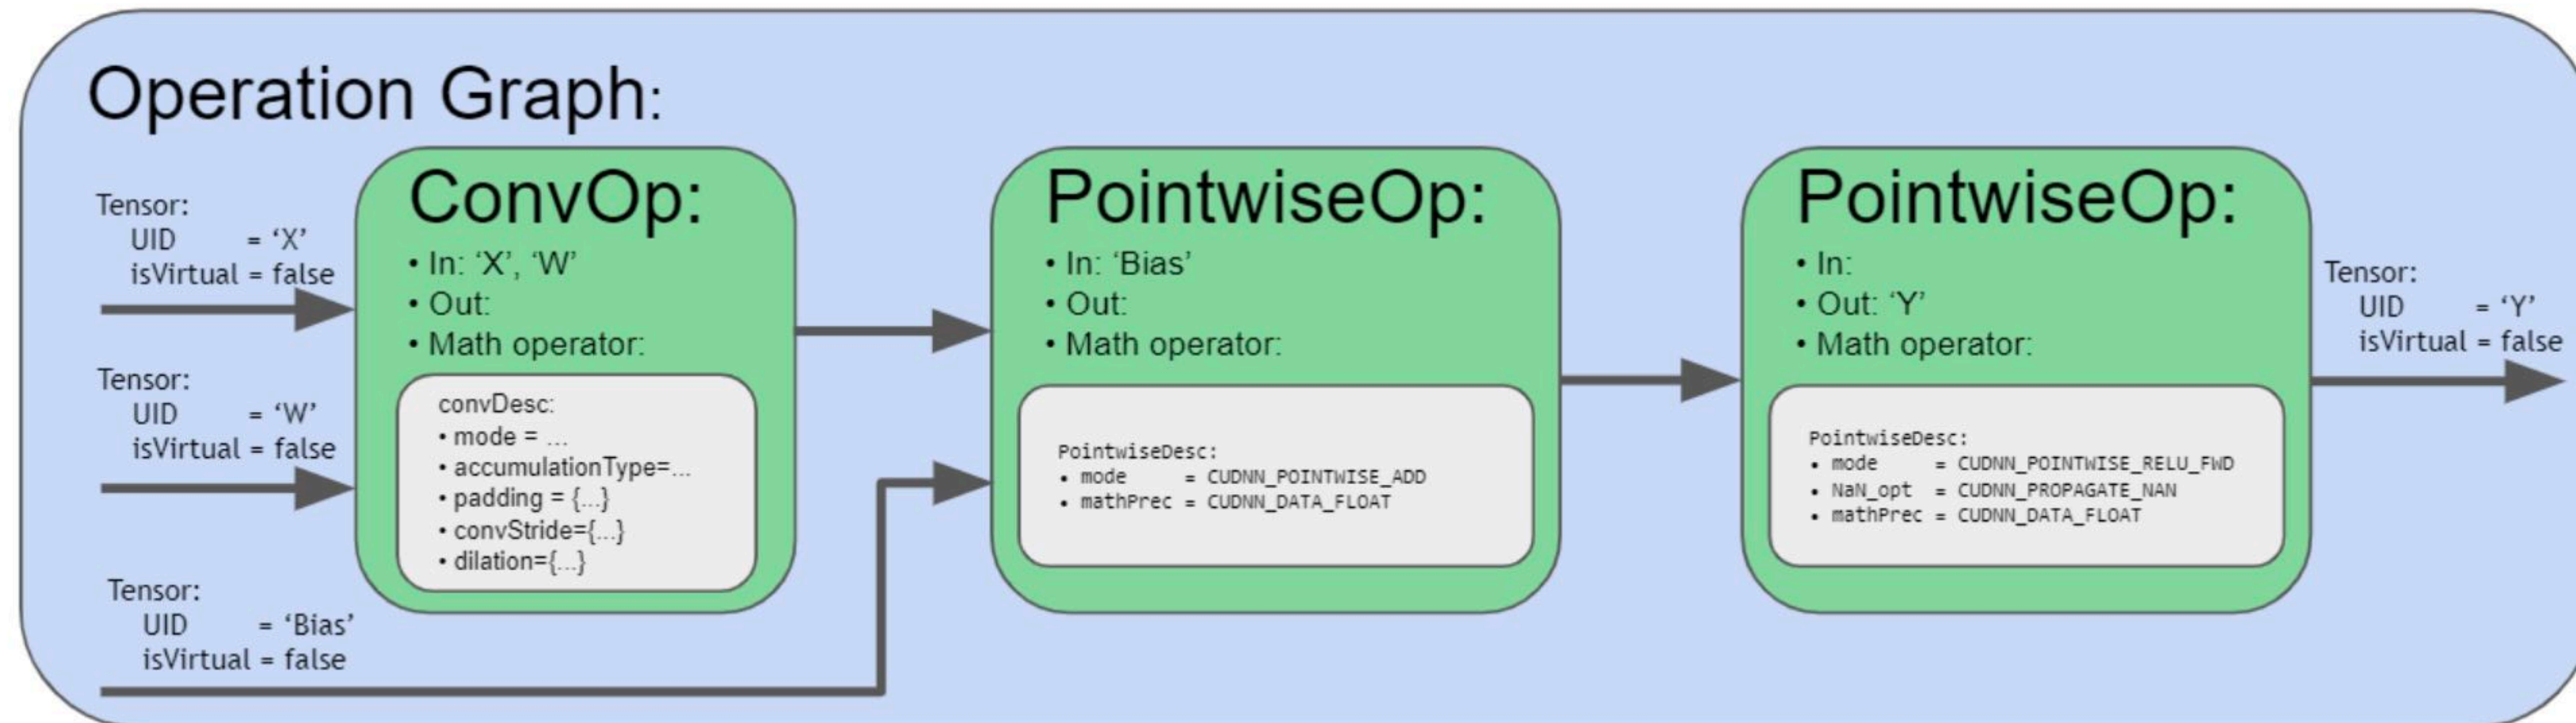 Operation Graph:
Tensor:
UID = ‘X’
isVirtual = false
Tensor:
UID = ‘W’
isVirtual = false
Tensor:
UID = ‘Bias’
isVirtual = false
ConvOp:
• In: ‘X’, ‘W’
• Out:
• Math operator:
convDesc:
• mode = ...
• accumulationType=...
• padding = {...}
• convStride={...}
• dilation={...}
PointwiseOp:
• In: ‘Bias’
• Out:
• Math operator:
PointwiseDesc:
• mode = CUDNN_POINTWISE_ADD
• mathPrec = CUDNN_DATA_FLOAT
PointwiseOp:
• In:
• Out: ‘Y’
• Math operator:
PointwiseDesc:
• mode = CUDNN_POINTWISE_RELU_FWD
• NaN_opt = CUDNN_PROPAGATE_NAN
• mathPrec = CUDNN_DATA_FLOAT
Tensor:
UID = ‘Y’
isVirtual = false